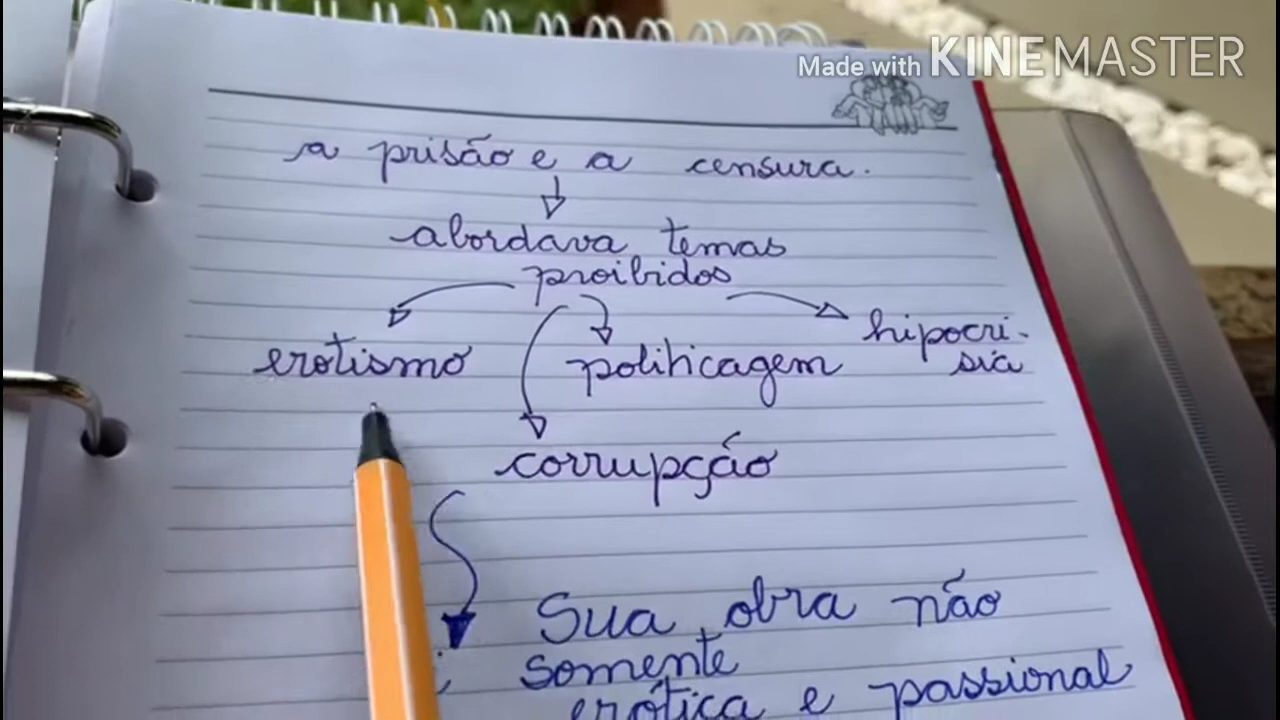 Made with KINEMASTER
a prisão e a censura.
abordava temas
proibidos
erotismo
politicagem
hipocri-
sia
corrupção
Sua obra não
somente
erótica e passional